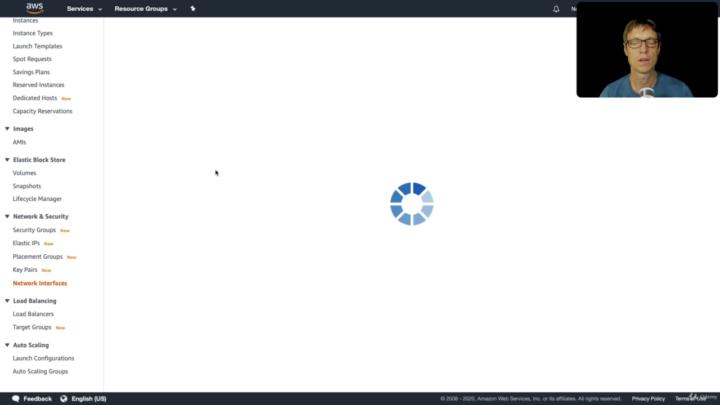 aws
Services
Resource Groups
Instances
Instance Types
Launch Templates
Spot Requests
Savings Plans
Reserved Instances
Dedicated Hosts New
Capacity Reservations
Images
AMIs
Elastic Block Store
Volumes
Snapshots
Lifecycle Manager
Network & Security
Security Groups New
Elastic IPs New
Placement Groups New
Key Pairs New
Network Interfaces
Load Balancing
Load Balancers
Target Groups New
Auto Scaling
Launch Configurations
Auto Scaling Groups
Feedback
English (US)
© 2008 - 2020, Amazon Web Services, Inc. or its affiliates. All rights reserved.
Privacy Policy
Terms of Use